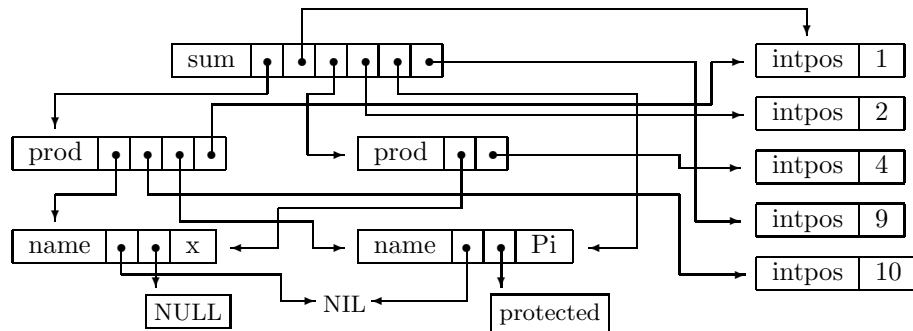 sum
intpos 1
intpos 2
prod
prod
intpos 4
name x
name Pi
intpos 9
intpos 10
NULL
NIL
protected